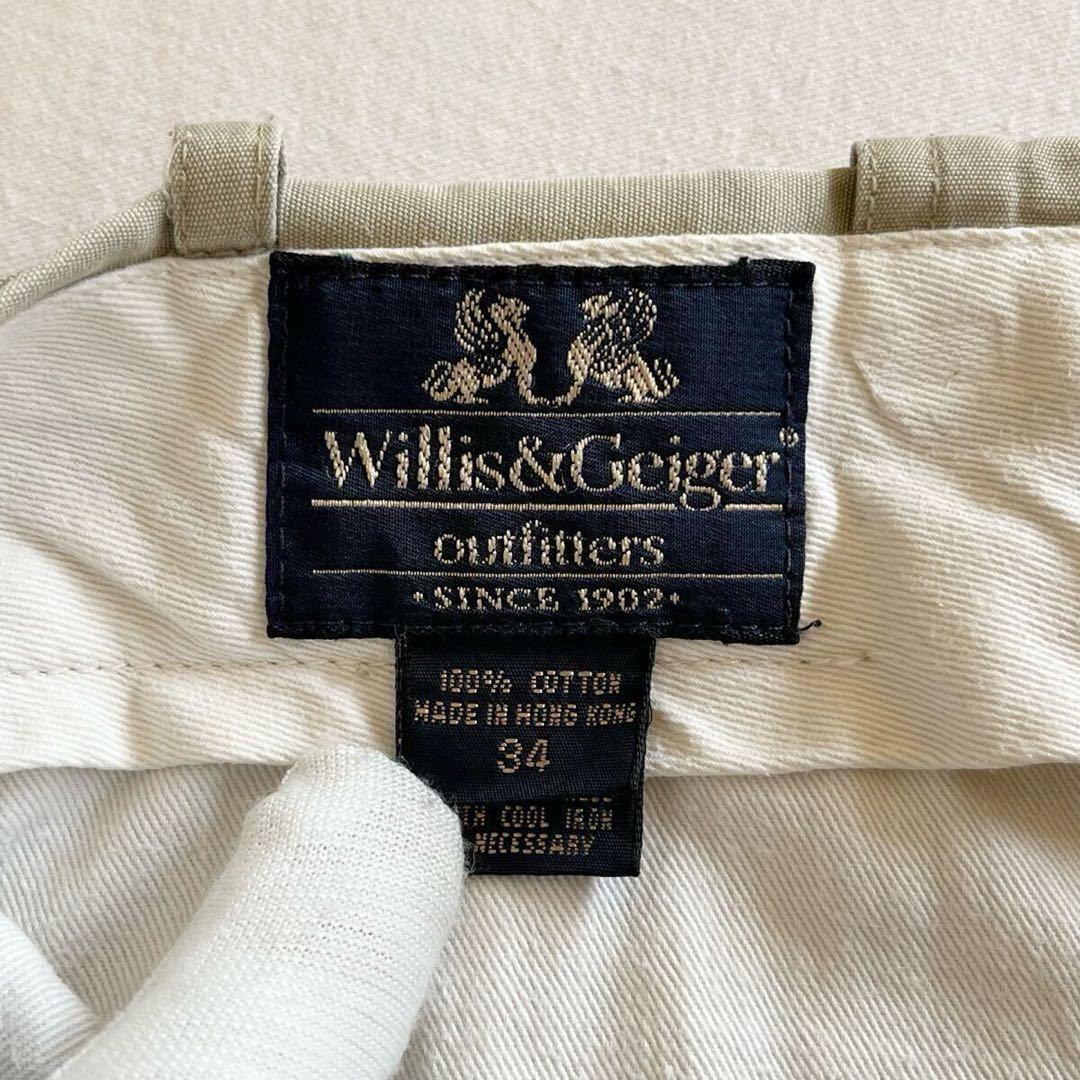 Willis&Geiger®
outfitters
·SINCE 1902·
100% COTTON
MADE IN HONG KONG
34
COOL IRON
NECESSARY